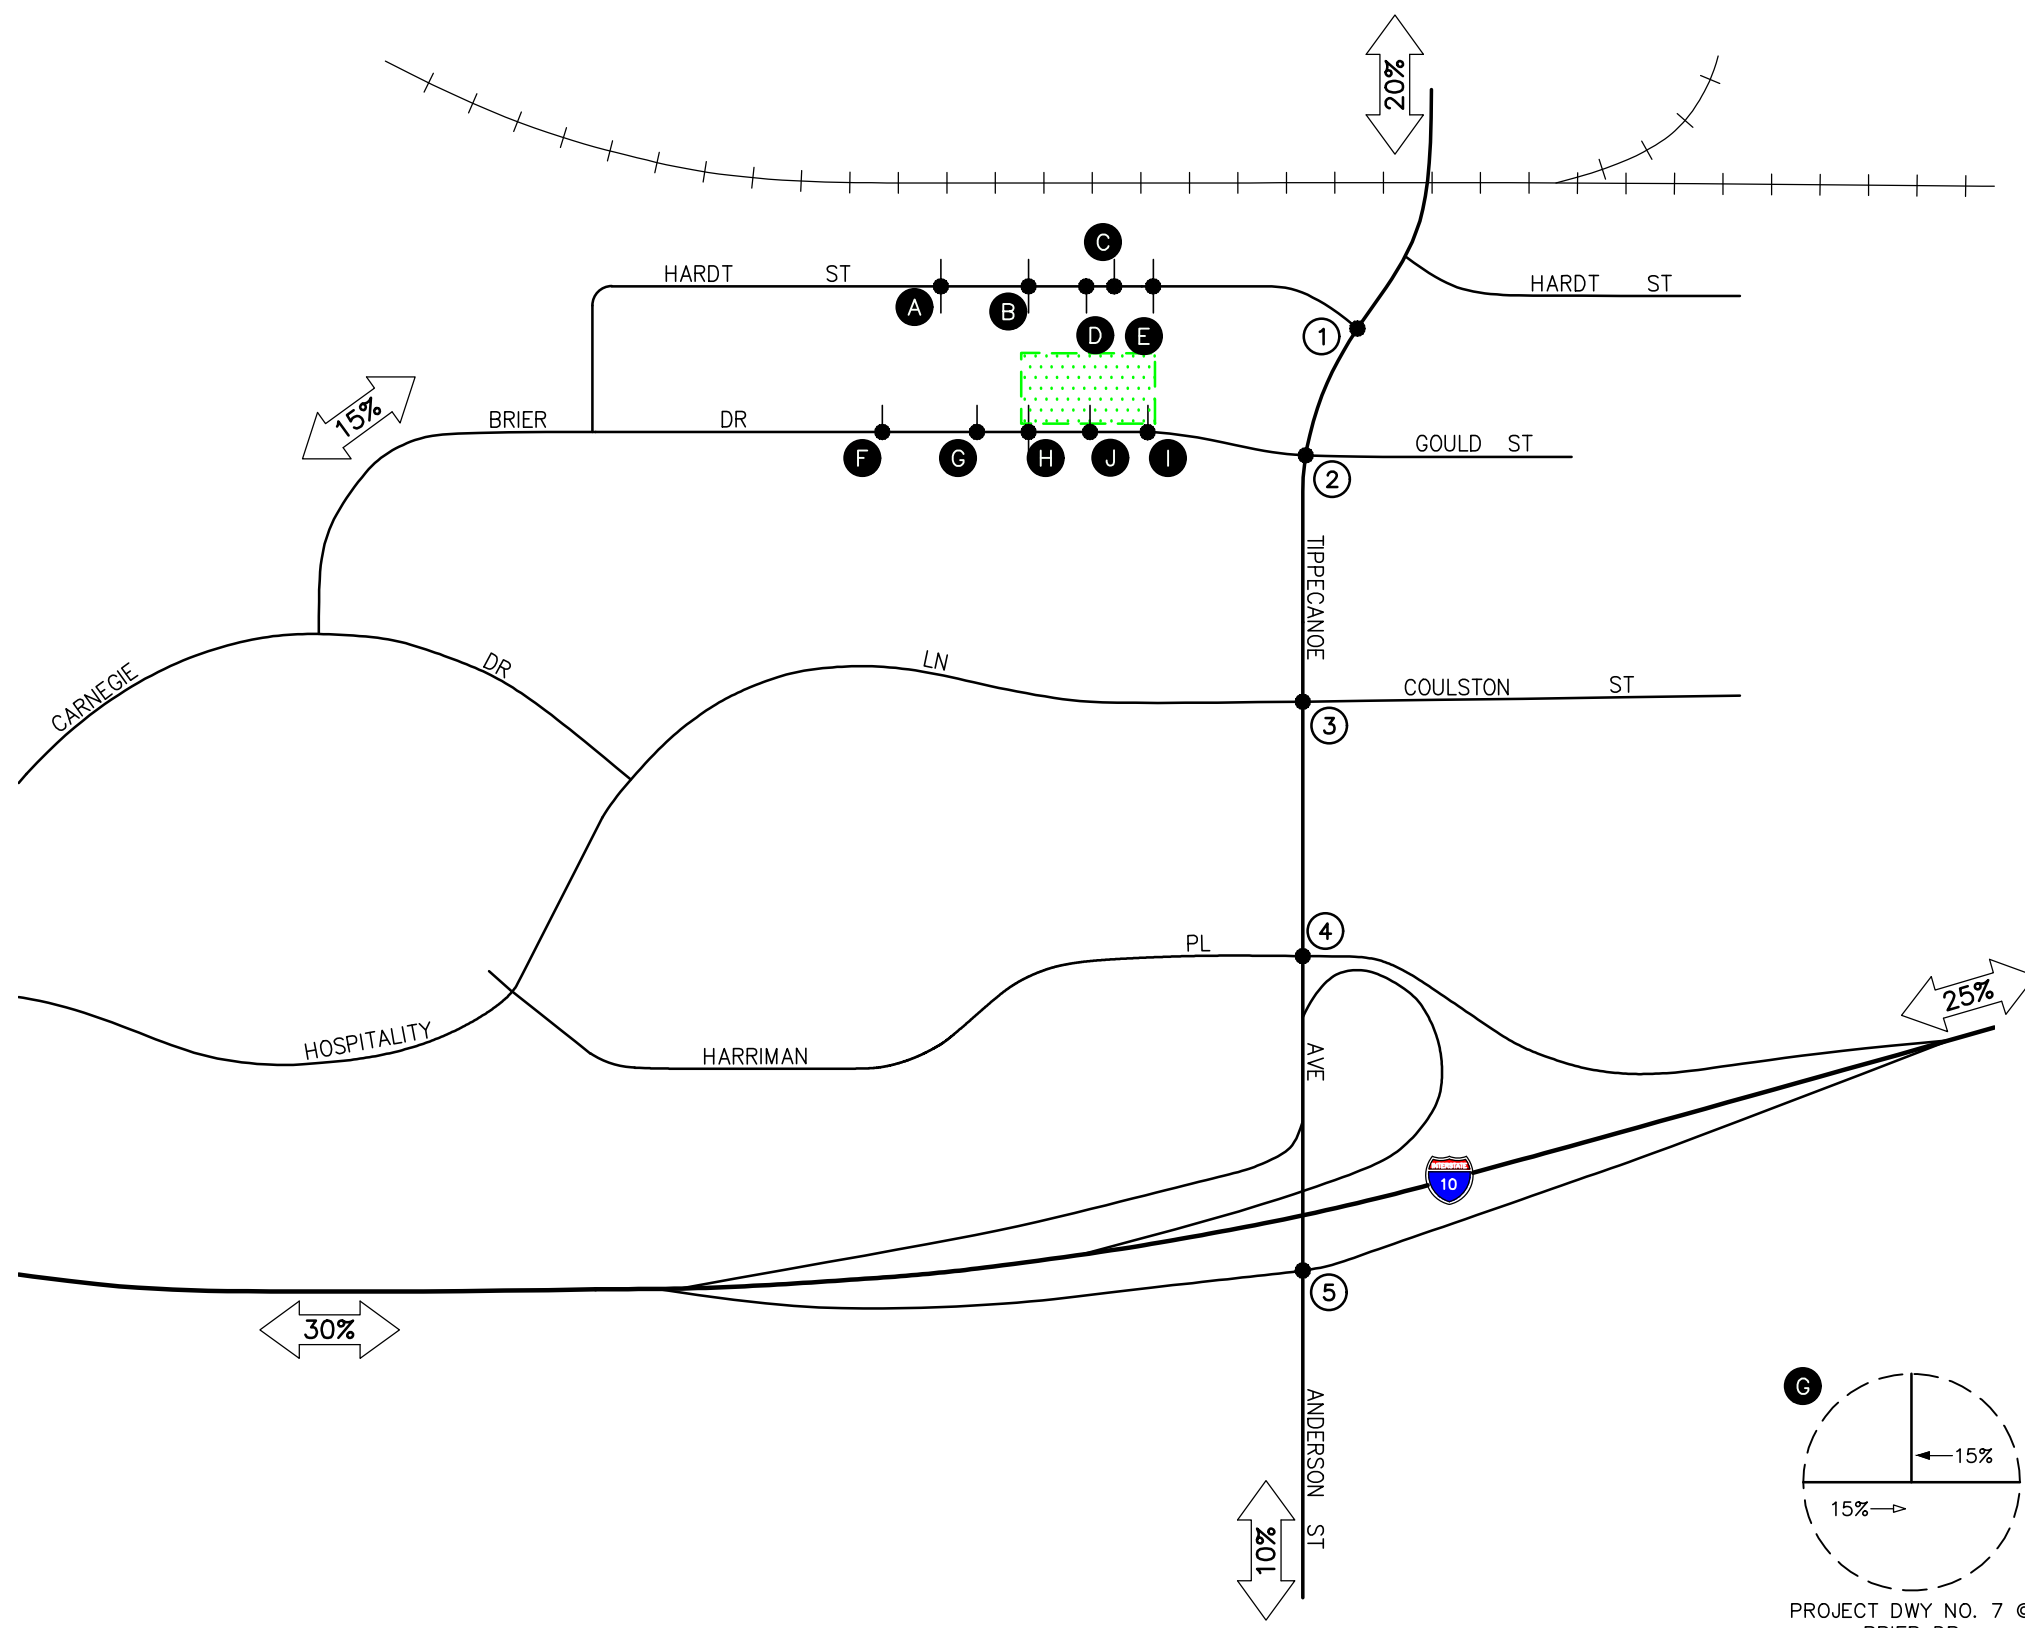 20%
C
HARDT ST
HARDT ST
A
B
D
E
1
15%
BRIER DR
GOULD ST
F
G
H
J
I
2
TIPPECANOE
CARNEGIE
DR
LN
COULSTON ST
3
4
PL
25%
HOSPITALITY
HARRIMAN
AVE
INTERSTATE
10
5
30%
G
ANDERSON ST
15%
15%
10%
PROJECT DWY NO. 7